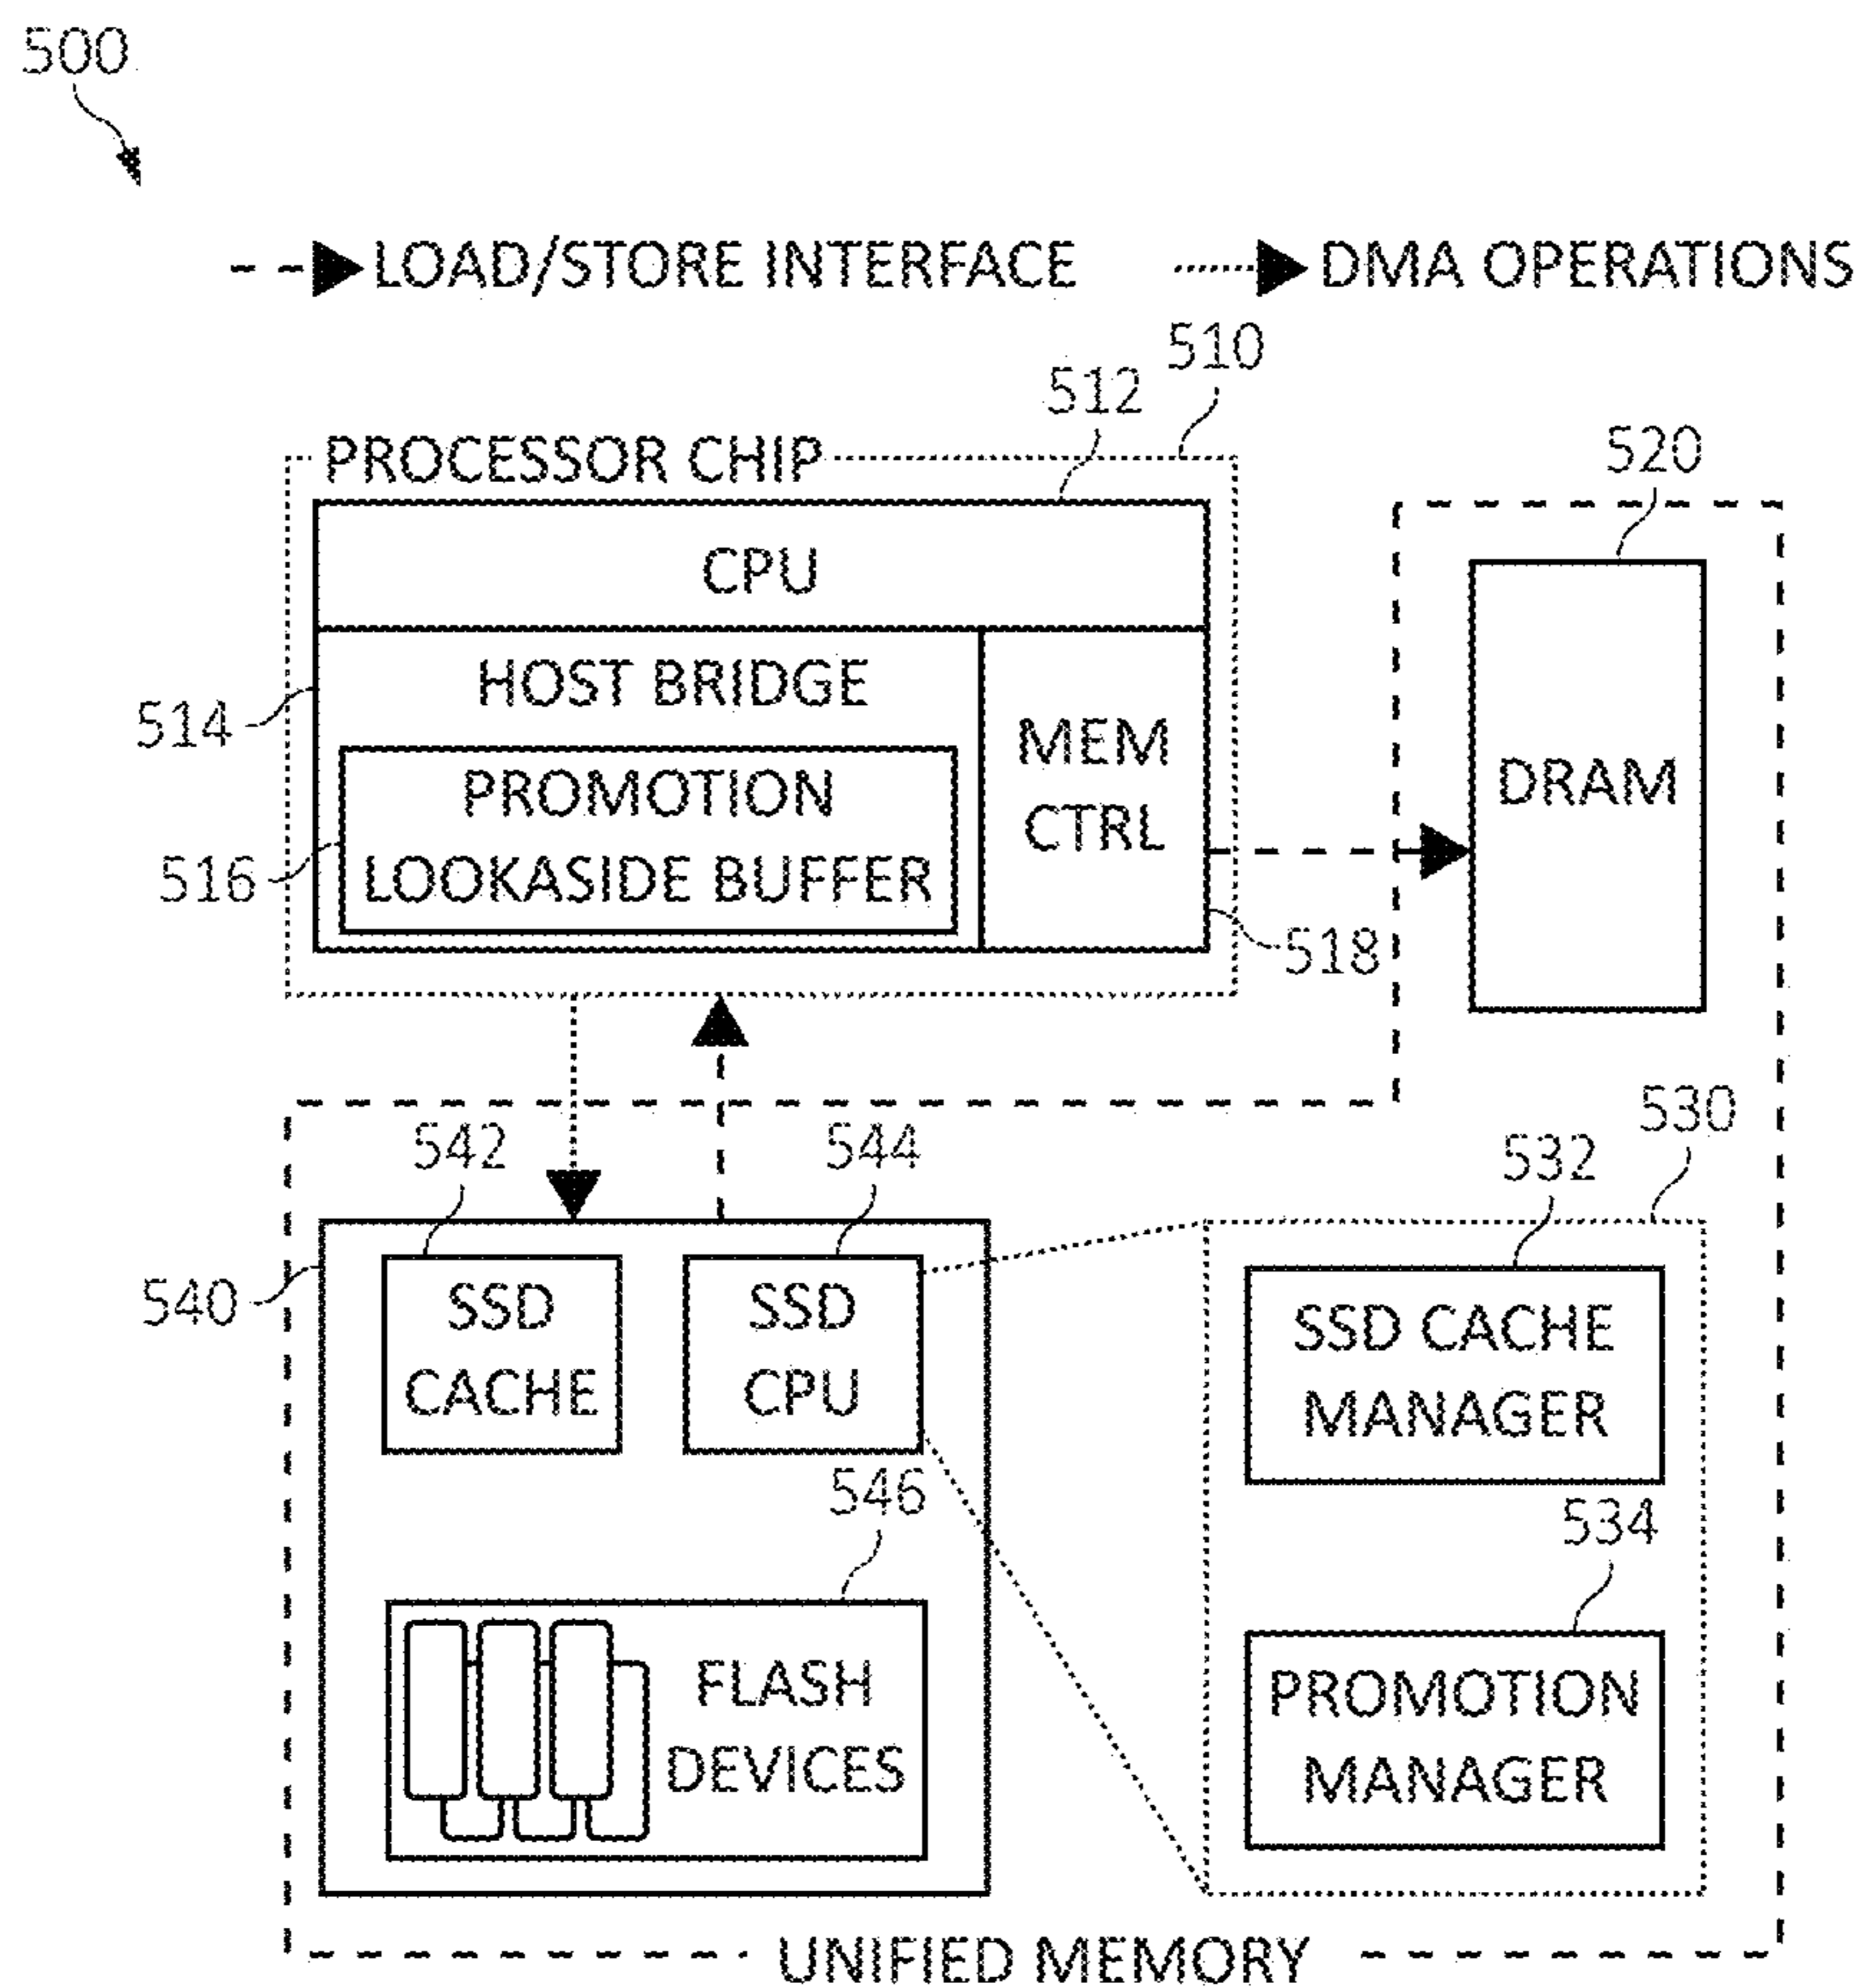 500
LOAD/STORE INTERFACE
DMA OPERATIONS
510
512
PROCESSOR CHIP
520
CPU
514
HOST BRIDGE
MEM
CTRL
516
PROMOTION
LOOKASIDE BUFFER
518
DRAM
530
542
544
532
540
SSD
CACHE
SSD
CPU
SSD CACHE
MANAGER
546
534
FLASH
DEVICES
PROMOTION
MANAGER
UNIFIED MEMORY